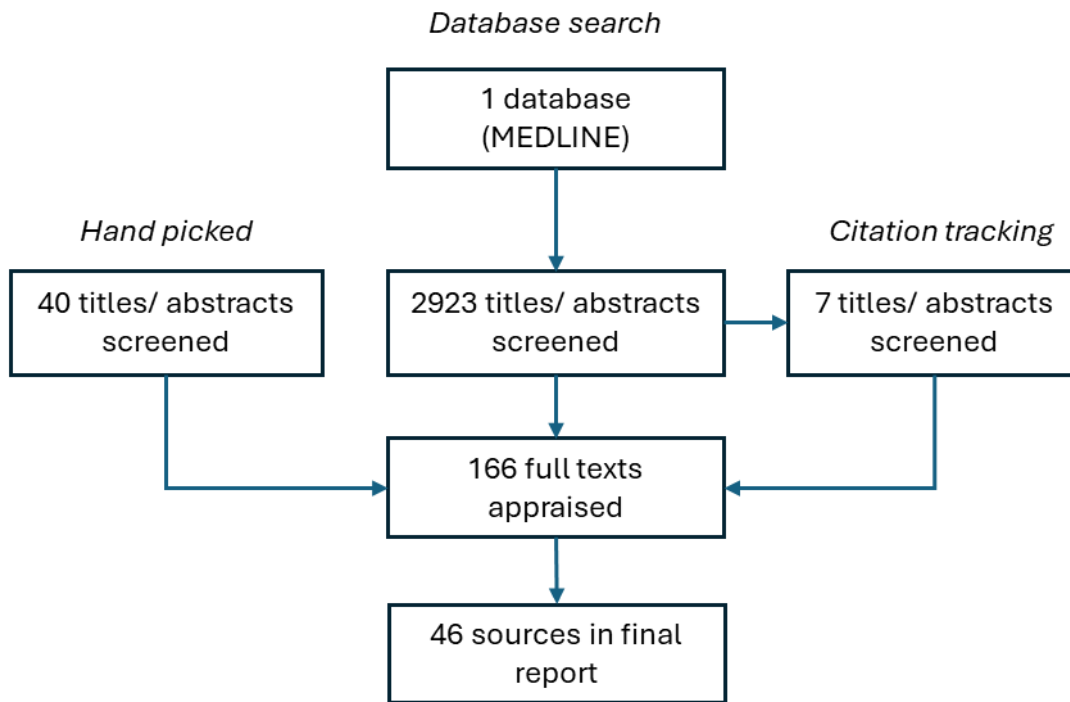 Database search
1 database
(MEDLINE)
Hand picked
Citation tracking
40 titles/ abstracts
screened
2923 titles/ abstracts
screened
7 titles/ abstracts
screened
166 full texts
appraised
46 sources in final
report